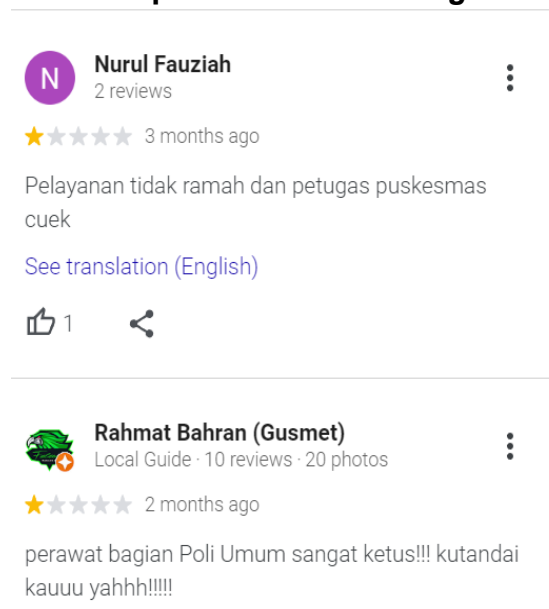 N
Nurul Fauziah
2 reviews
3 months ago
Pelayanan tidak ramah dan petugas puskesmas
cuek
See translation (English)
1
Rahmat Bahran (Gusmet)
Local Guide · 10 reviews · 20 photos
2 months ago
perawat bagian Poli Umum sangat ketus!!! kutandai
kauuu yahhh!!!!!